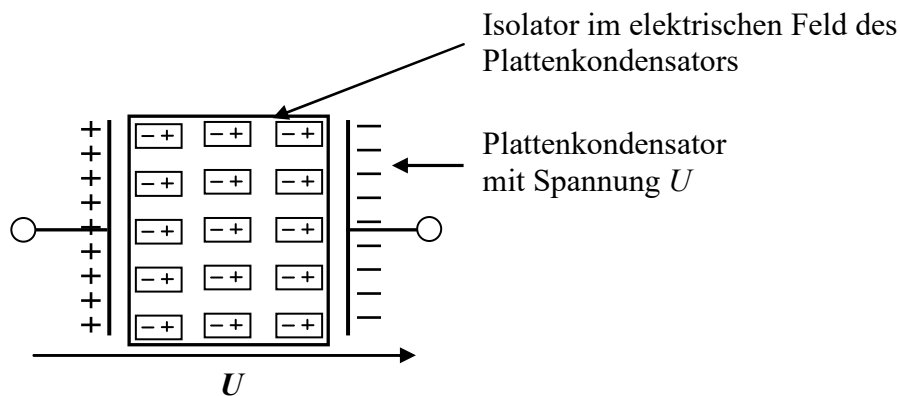 Isolator im elektrischen Feld des
Plattenkondensators
Plattenkondensator
mit Spannung U
+ −
+ − + − + − + −
+ −
+ − + − + − + −
+ −
+ − + − + − + −
+ −
+ − + − + − + −
+ − + − + − +
U